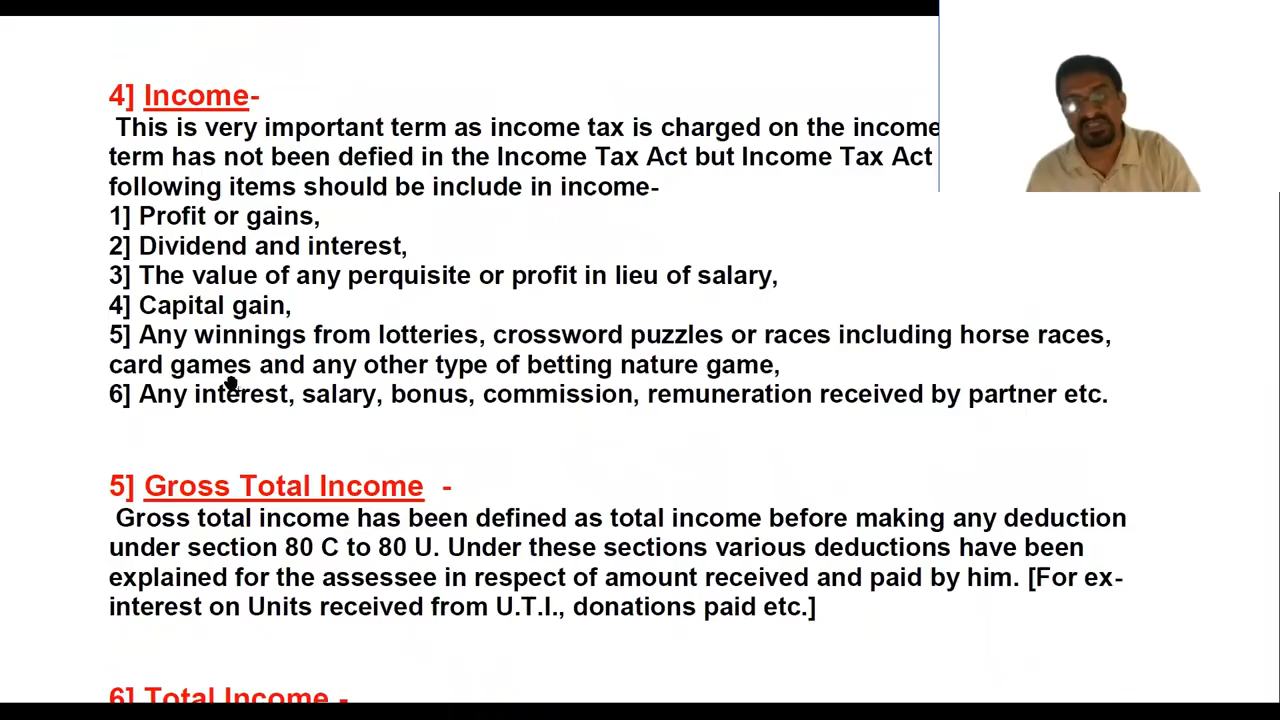 4] Income-
This is very important term as income tax is charged on the income
term has not been defied in the Income Tax Act but Income Tax Act
following items should be include in income-
1] Profit or gains,
2] Dividend and interest,
3] The value of any perquisite or profit in lieu of salary,
4] Capital gain,
5] Any winnings from lotteries, crossword puzzles or races including horse races,
card games and any other type of betting nature game,
6] Any interest, salary, bonus, commission, remuneration received by partner etc.
5] Gross Total Income -
Gross total income has been defined as total income before making any deduction
under section 80 C to 80 U. Under these sections various deductions have been
explained for the assessee in respect of amount received and paid by him. [For ex-
interest on Units received from U.T.I., donations paid etc.]
6] Total Income -